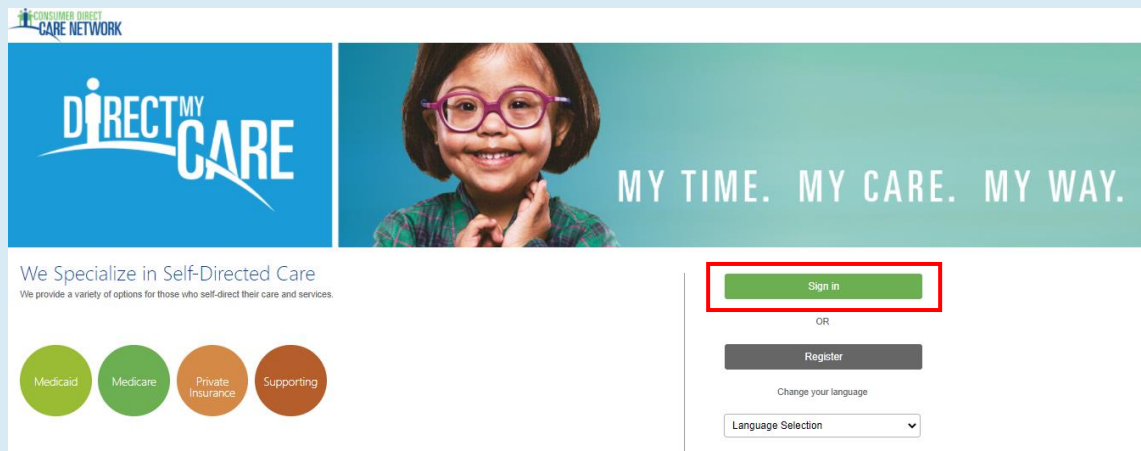 CONSUMER DIRECT
CARE NETWORK
DIRECT MY
CARE
MY TIME. MY CARE. MY WAY.
We Specialize in Self-Directed Care
We provide a variety of options for those who self-direct their care and services.
Medicaid
Medicare
Private
Insurance
Supporting
Sign in
OR
Register
Change your language
Language Selection